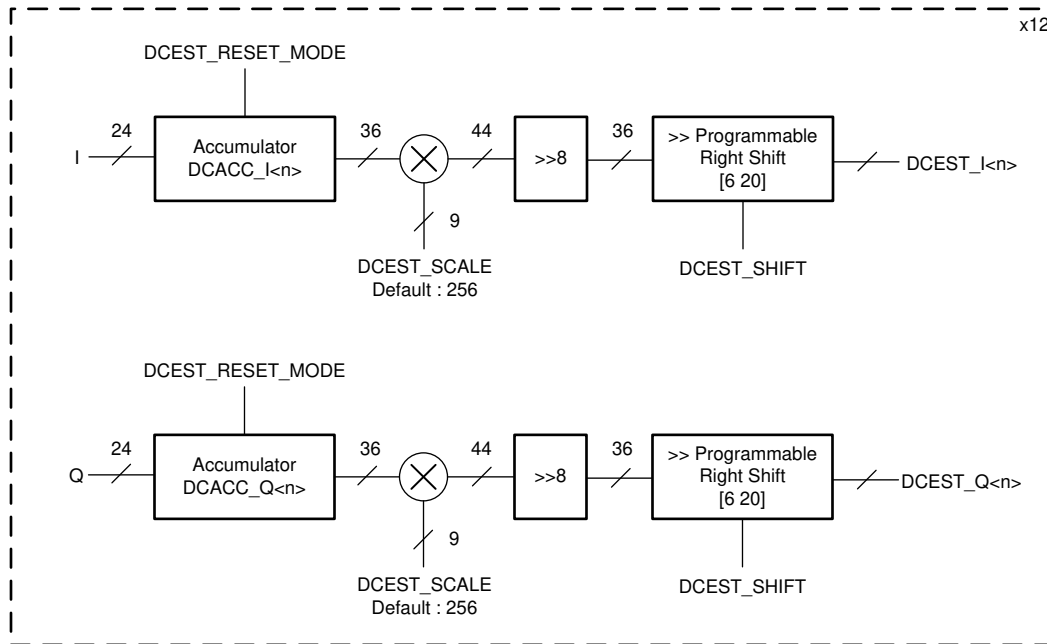 x12
DCEST_RESET_MODE
I
24
Accumulator
DCACC_I<n>
36
44
>>8
36
>> Programmable
Right Shift
[6 20]
DCEST_I<n>
9
DCEST_SCALE
Default : 256
DCEST_SHIFT
DCEST_RESET_MODE
Q
24
Accumulator
DCACC_Q<n>
36
44
>>8
36
>> Programmable
Right Shift
[6 20]
DCEST_Q<n>
9
DCEST_SCALE
Default : 256
DCEST_SHIFT